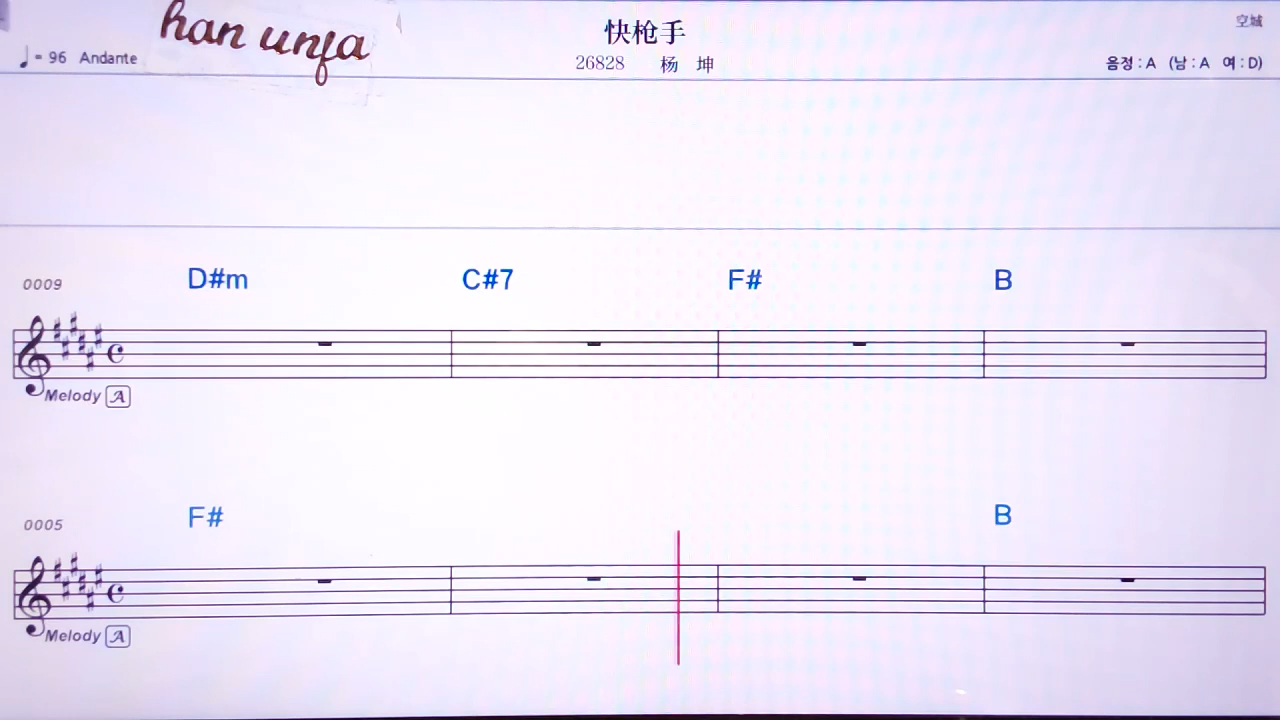 han unja
快枪手
空城
♩= 96 Andante
26828 杨 坤
음정 : A (남 : A 여 : D)
0009
D#m C#7 F# B
Melody A
0005
F# B
Melody A